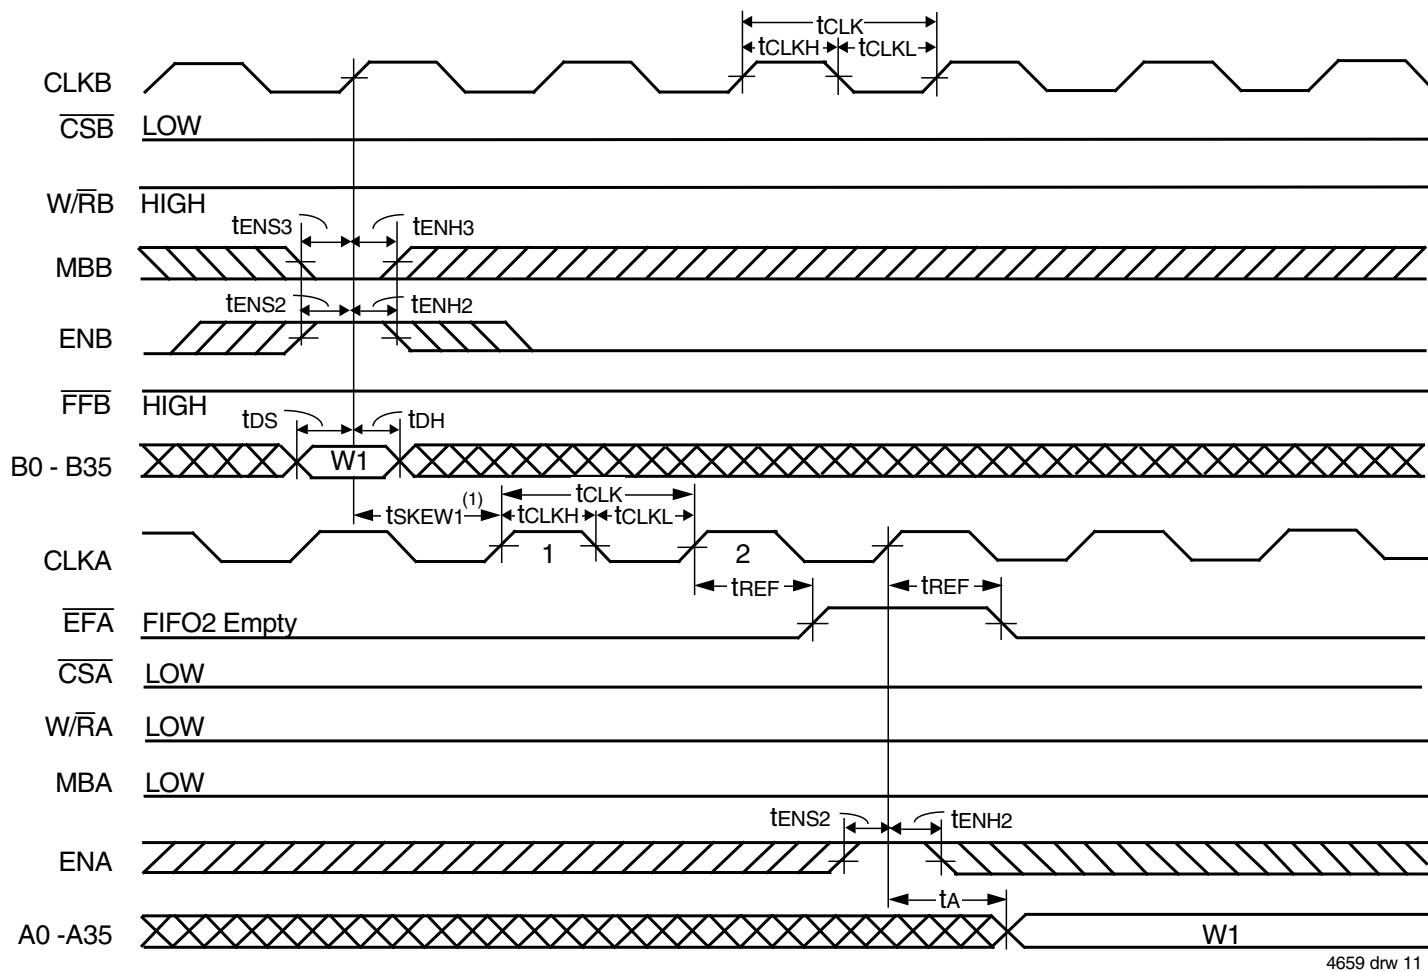 tCLK
tCLKH tCLKL
CLKB
CSB LOW
W/RB HIGH
tENS3 tENH3
MBB
tENS2 tENH2
ENB
FFB HIGH
tDS tDH
B0 - B35 W1
tSKEW1(1) tCLK
tCLKH tCLKL
CLKA 1 2
tREF tREF
EFA FIFO2 Empty
CSA LOW
W/RA LOW
MBA LOW
tENS2 tENH2
ENA
tA
A0 -A35 W1
4659 drw 11